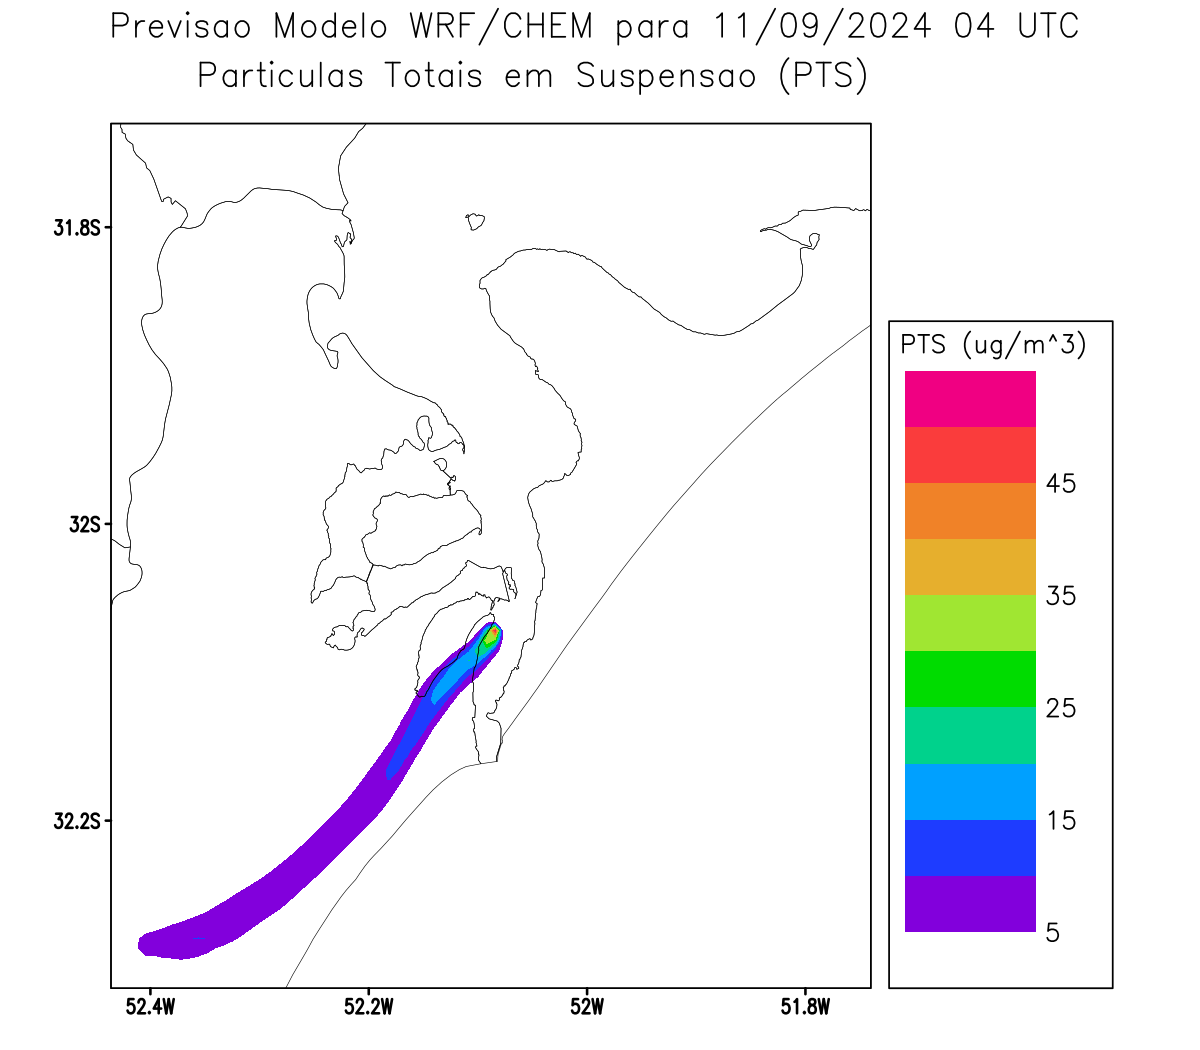 Previsao Modelo WRF/CHEM para 11/09/2024 04 UTC
Particulas Totais em Suspensao (PTS)
31.8S
32S
32.2S
52.4W
52.2W
52W
51.8W
PTS (ug/m^3)
45
35
25
15
5